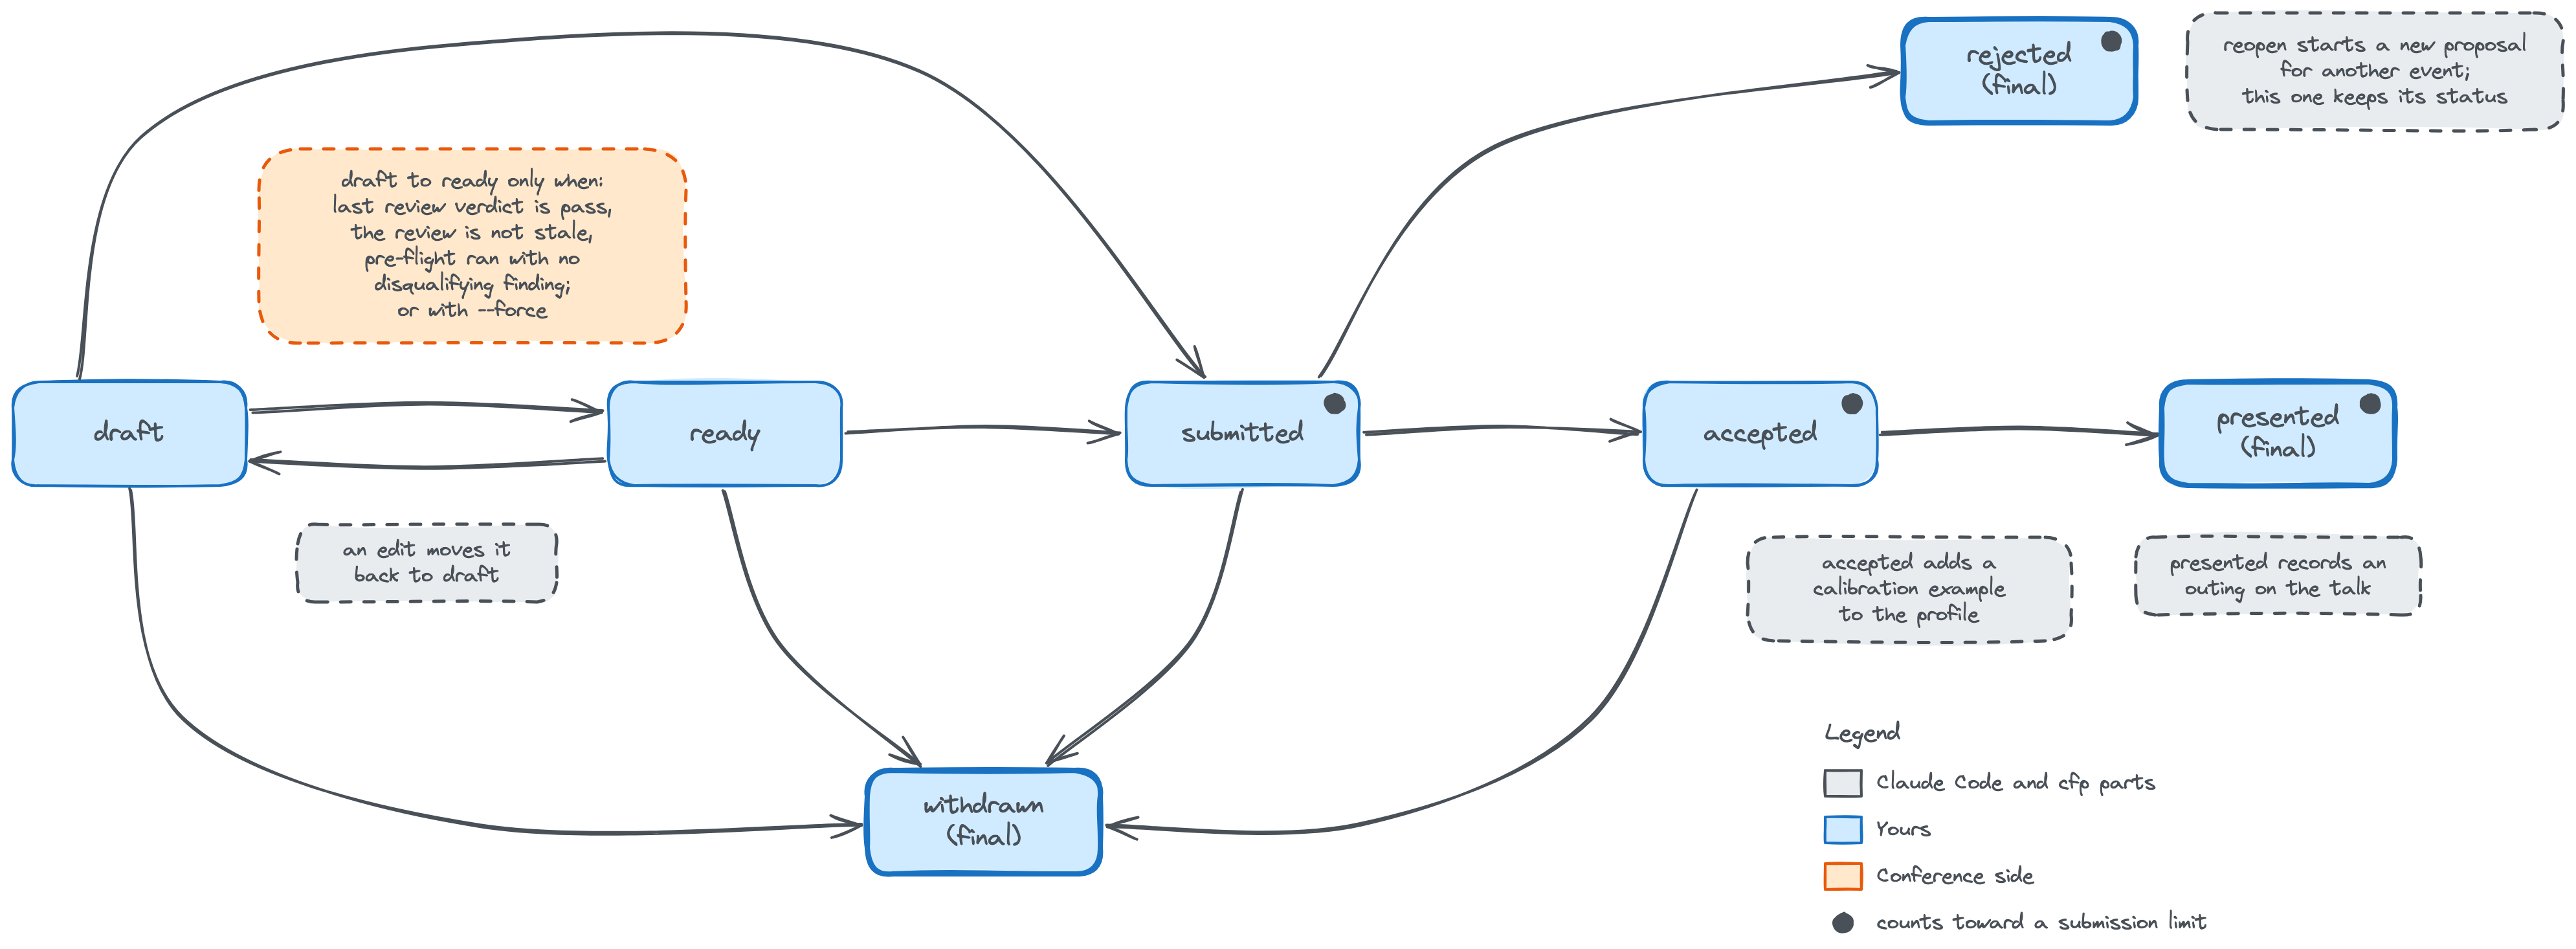 rejected
(final)
reopen starts a new proposal
for another event;
this one keeps its status
draft to ready only when:
last review verdict is pass,
the review is not stale,
pre-flight ran with no
disqualifying finding;
or with --force
draft
ready
submitted
accepted
presented
(final)
an edit moves it
back to draft
accepted adds a
calibration example
to the profile
presented records an
outing on the talk
withdrawn
(final)
Legend
Claude Code and cfp parts
Yours
Conference side
counts toward a submission limit